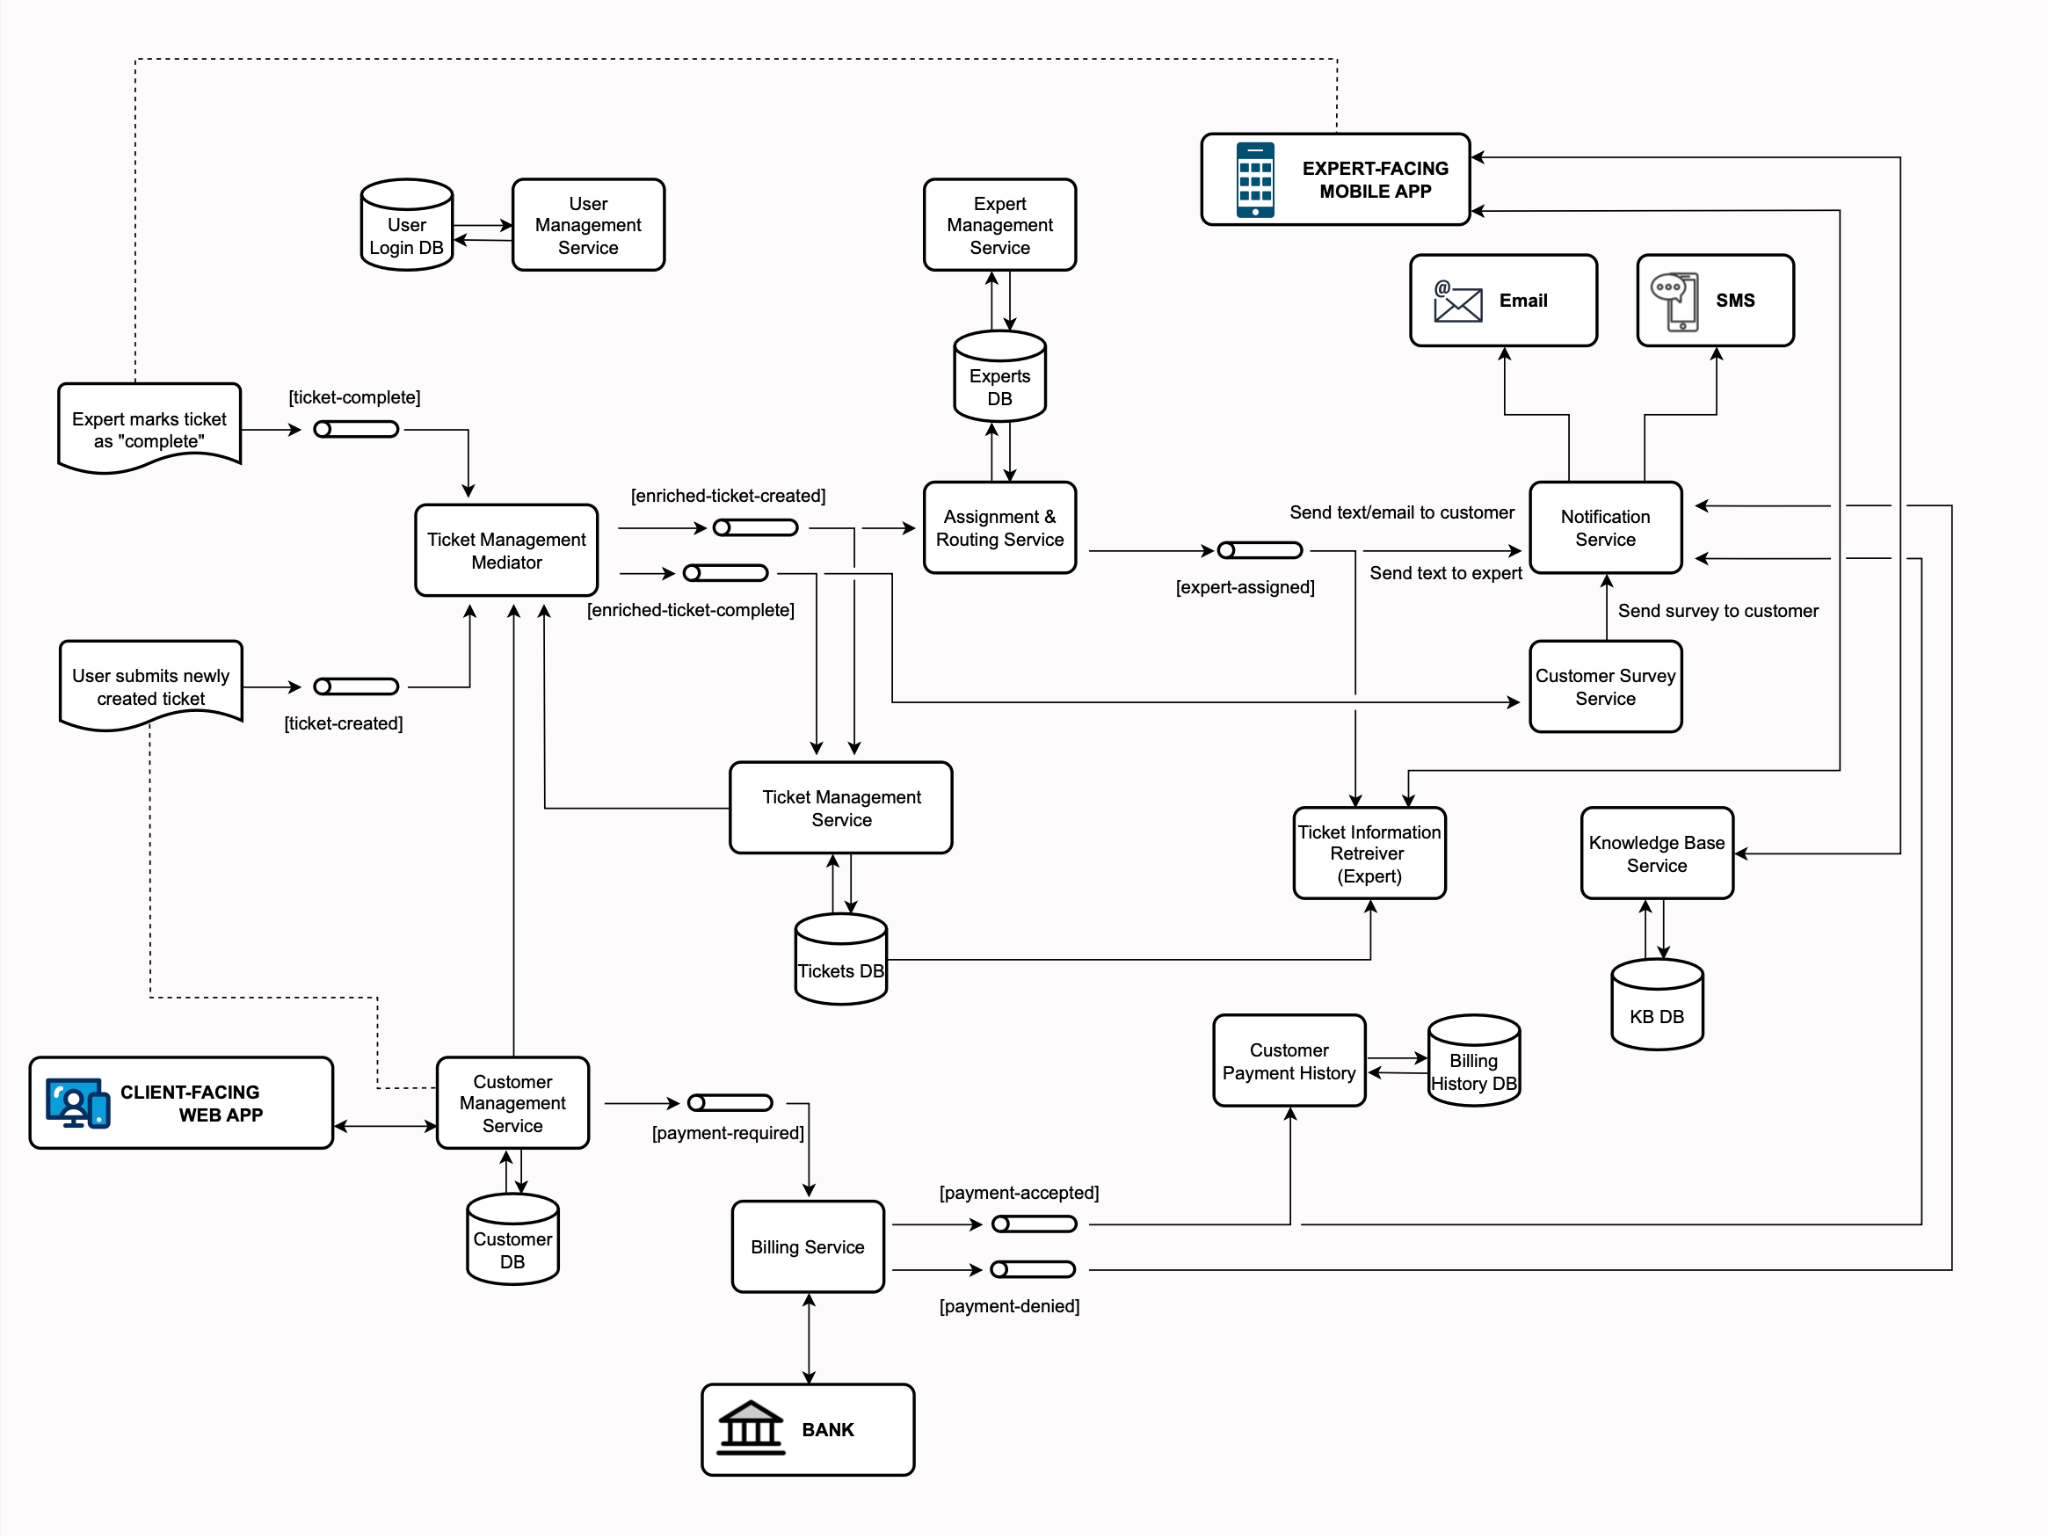 EXPERT-FACING
MOBILE APP
User
Login DB
User
Management
Service
Expert
Management
Service
@
Email
SMS
Experts
DB
Expert marks ticket
as "complete"
[ticket-complete]
Ticket Management
Mediator
[enriched-ticket-created]
[enriched-ticket-complete]
Assignment &
Routing Service
[expert-assigned]
Send text/email to customer
Send text to expert
Notification
Service
Send survey to customer
Customer Survey
Service
User submits newly
created ticket
[ticket-created]
Ticket Management
Service
Tickets DB
Ticket Information
Retreiver
(Expert)
Knowledge Base
Service
KB DB
CLIENT-FACING
WEB APP
Customer
Management
Service
Customer
DB
[payment-required]
Customer
Payment History
Billing
History DB
Billing Service
[payment-accepted]
[payment-denied]
BANK